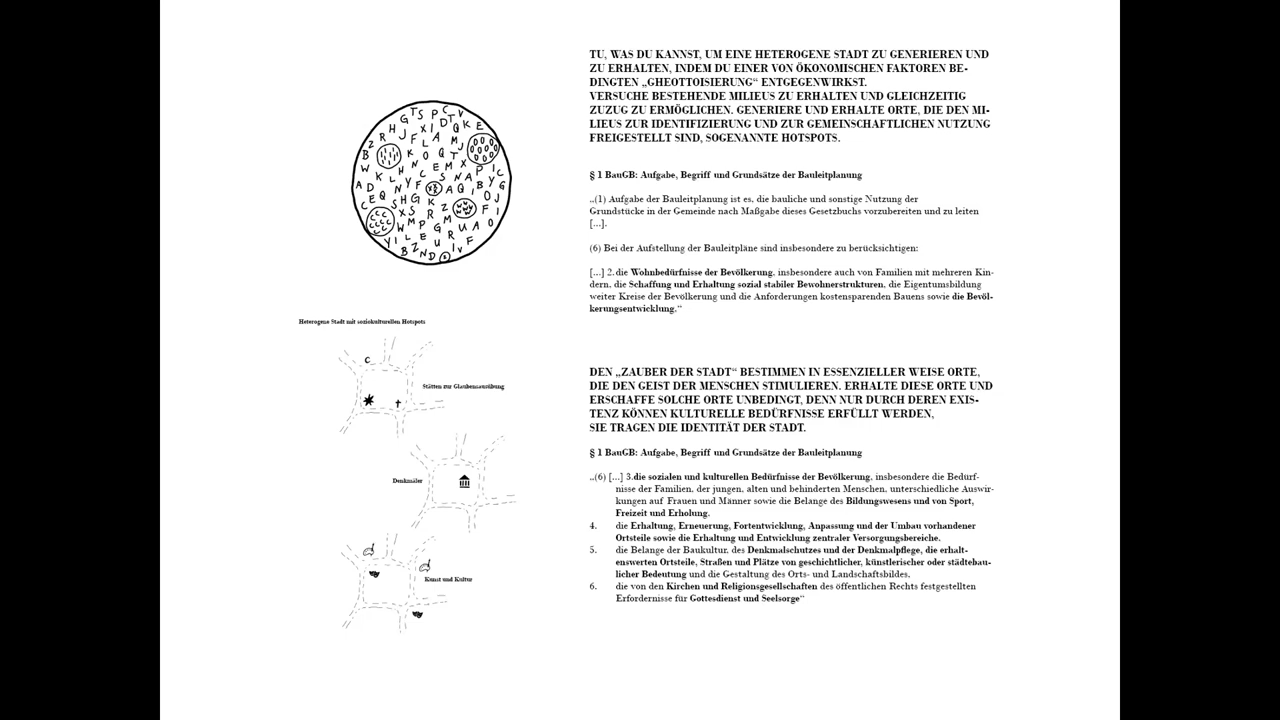 TU, WAS DU KANNST, UM EINE HETEROGENE STADT ZU GENERIEREN UND
ZU ERHALTEN, INDEM DU EINER VON ÖKONOMISCHEN FAKTOREN BE-
DINGTEN „GHEOTTOISIERUNG“ ENTGEGENWIRKST.
VERSUCHE BESTEHENDE MILIEUS ZU ERHALTEN UND GLEICHZEITIG
ZUZUG ZU ERMÖGLICHEN. GENERIERE UND ERHALTE ORTE, DIE DEN MI-
LIEUS ZUR IDENTIFIZIERUNG UND ZUR GEMEINSCHAFTLICHEN NUTZUNG
FREIGESTELLT SIND, SOGENANNTE HOTSPOTS.
§ 1 BauGB: Aufgabe, Begriff und Grundsätze der Bauleitplanung
„(1) Aufgabe der Bauleitplanung ist es, die bauliche und sonstige Nutzung der
Grundstücke in der Gemeinde nach Maßgabe dieses Gesetzbuchs vorzubereiten und zu leiten
[...].
(6) Bei der Aufstellung der Bauleitpläne sind insbesondere zu berücksichtigen:
[...] 2. die Wohnbedürfnisse der Bevölkerung, insbesondere auch von Familien mit mehreren Kin-
dern, die Schaffung und Erhaltung sozial stabiler Bewohnerstrukturen, die Eigentumsbildung
weiter Kreise der Bevölkerung und die Anforderungen kostensparenden Bauens sowie die Bevöl-
kerungsentwicklung.“
Heterogene Stadt mit soziokulturellen Hotspots
C
Stätten zur Glaubensausübung
Denkmäler
Kunst und Kultur
DEN „ZAUBER DER STADT“ BESTIMMEN IN ESSENZIELLER WEISE ORTE,
DIE DEN GEIST DER MENSCHEN STIMULIEREN. ERHALTE DIESE ORTE UND
ERSCHAFFE SOLCHE ORTE UNBEDINGT, DENN NUR DURCH DEREN EXIS-
TENZ KÖNNEN KULTURELLE BEDÜRFNISSE ERFÜLLT WERDEN,
SIE TRAGEN DIE IDENTITÄT DER STADT.
§ 1 BauGB: Aufgabe, Begriff und Grundsätze der Bauleitplanung
„(6) [...] 3.die sozialen und kulturellen Bedürfnisse der Bevölkerung, insbesondere die Bedürf-
nisse der Familien, der jungen, alten und behinderten Menschen, unterschiedliche Auswir-
kungen auf Frauen und Männer sowie die Belange des Bildungswesens und von Sport,
Freizeit und Erholung,
4. die Erhaltung, Erneuerung, Fortentwicklung, Anpassung und der Umbau vorhandener
Ortsteile sowie die Erhaltung und Entwicklung zentraler Versorgungsbereiche,
5. die Belange der Baukultur, des Denkmalschutzes und der Denkmalpflege, die erhalt-
enswerten Ortsteile, Straßen und Plätze von geschichtlicher, künstlerischer oder städtebau-
licher Bedeutung und die Gestaltung des Orts- und Landschaftsbildes,
6. die von den Kirchen und Religionsgesellschaften des öffentlichen Rechts festgestellten
Erfordernisse für Gottesdienst und Seelsorge“